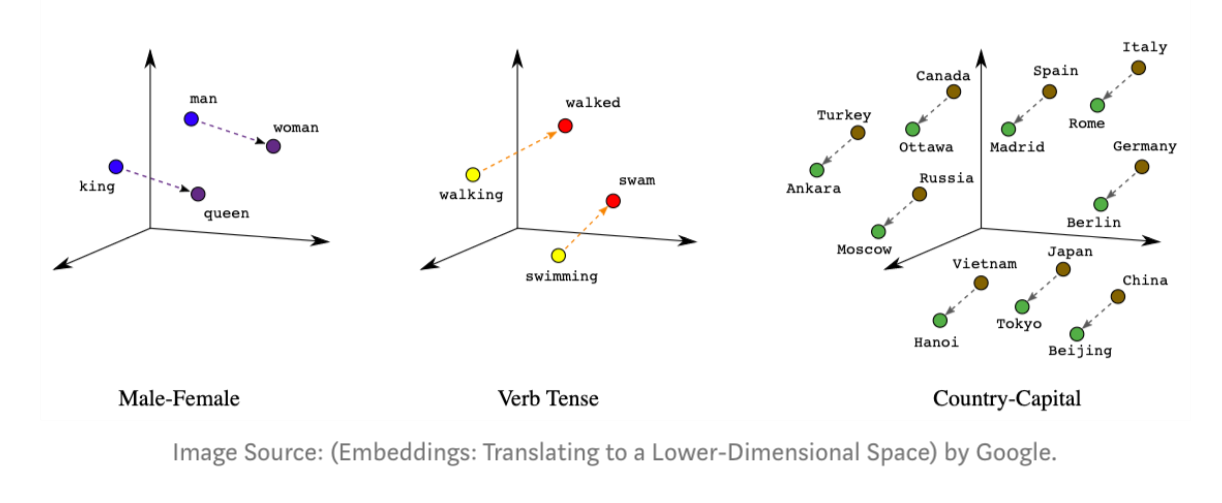 man
woman
king
queen
Male-Female
walked
walking
swam
swimming
Verb Tense
Italy
Canada
Spain
Rome
Turkey
Ottawa
Madrid
Germany
Ankara
Russia
Berlin
Moscow
Japan
Vietnam
China
Tokyo
Hanoi
Beijing
Country-Capital
Image Source: (Embeddings: Translating to a Lower-Dimensional Space) by Google.